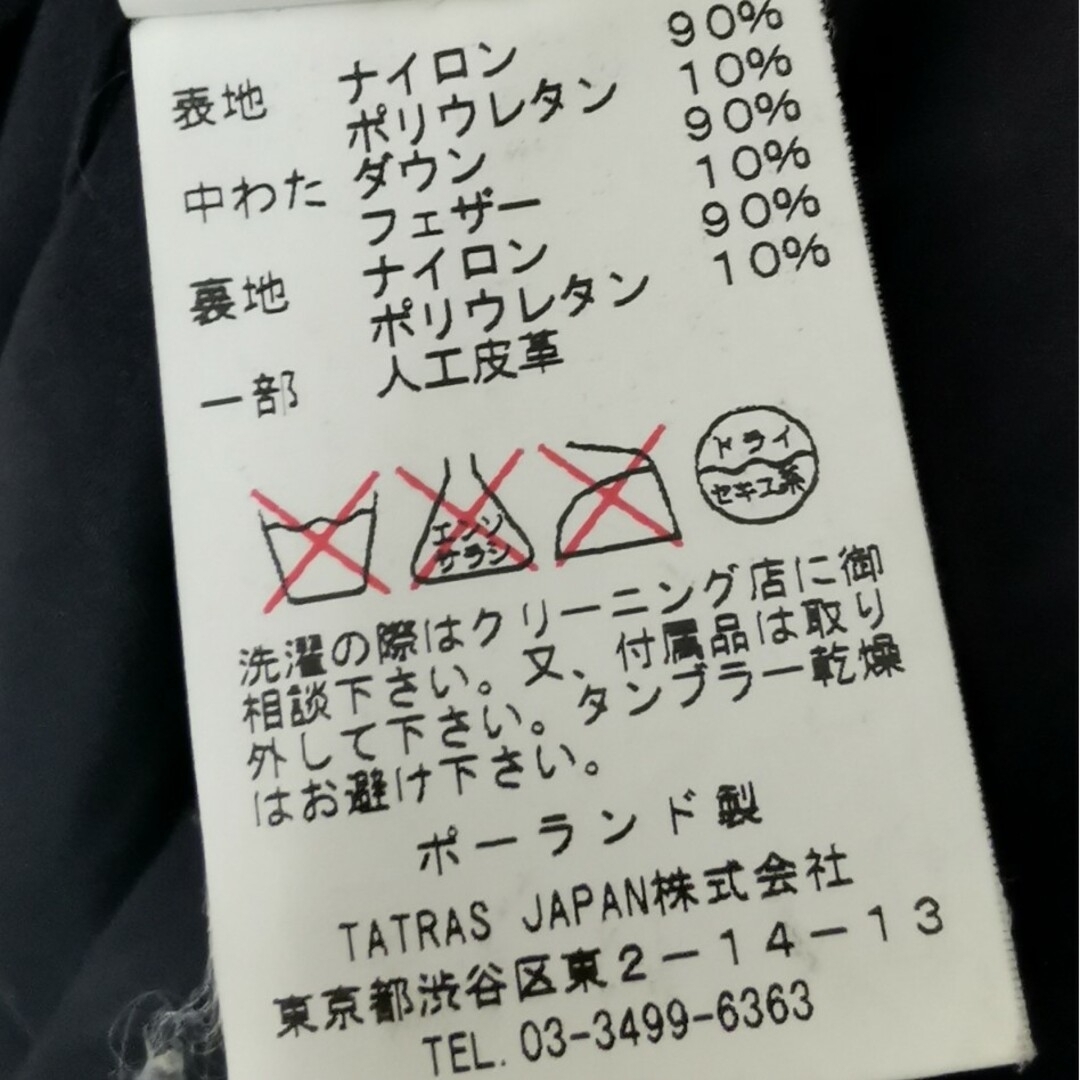 表地 ナイロン 90%
ポリウレタン 10%
中わた ダウン 90%
フェザー 10%
裏地 ナイロン 90%
ポリウレタン 10%
一部 人工皮革
エンソ
サラシ
ドライ
セキユ系
洗濯の際はクリーニング店に御
相談下さい。又、付属品は取り
外して下さい。タンブラー乾燥
はお避け下さい。
ポーランド製
TATRAS JAPAN株式会社
東京都渋谷区東2-14-13
TEL. 03-3499-6363